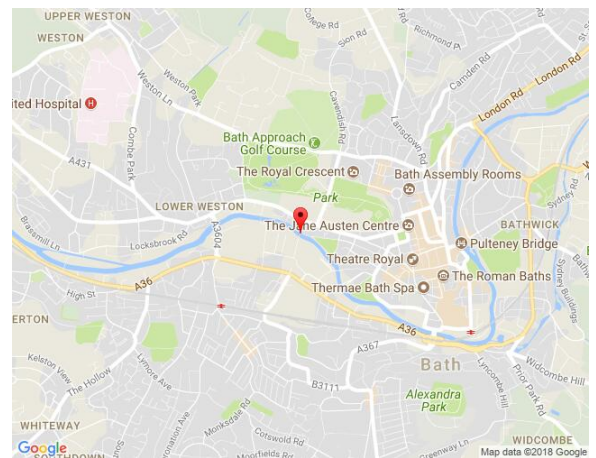 UPPER WESTON
WESTON
College Rd
Sion Rd
Richmond Pl
Camden Rd
London Rd
London Rd
Weston Ln
Weston Park
Cavendish Rd
Lansdown Rd
ited Hospital
H
Combe Park
Bath Approach
Golf Course
A431
The Royal Crescent
Bath Assembly Rooms
Park
Sydney Rd
LOWER WESTON
BATHWICK
The Jane Austen Centre
Brassmill Ln
Locksbrook Rd
A3604
Pulteney Bridge
Bathw
Theatre Royal
The Roman Baths
Sydney Buildings
A36
Thermae Bath Spa
High St
A36
ERTON
A367
Bath
Kelston View
The Hollow
Lymore Ave
B3111
Alexandra
Park
Lyncombe Hill
Prior Park Rd
Widcombe Hill
WHITEWAY
Monksdale Rd
Coronation Ave
Cotswold Rd
Moorfields Rd
Greenway Ln
WIDCOMBE
SOUTHDOWN
Google
Map data ©2018 Google